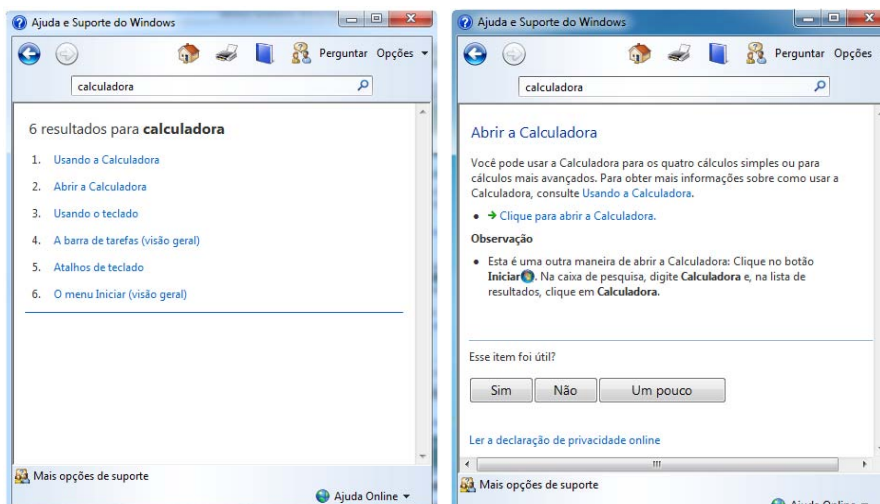 Ajuda e Suporte do Windows
Perguntar Opções
calculadora
6 resultados para calculadora
1. Usando a Calculadora
2. Abrir a Calculadora
3. Usando o teclado
4. A barra de tarefas (visão geral)
5. Atalhos de teclado
6. O menu Iniciar (visão geral)
Mais opções de suporte
Ajuda Online
Ajuda e Suporte do Windows
Perguntar Opções
calculadora
Abrir a Calculadora
Você pode usar a Calculadora para os quatro cálculos simples ou para
cálculos mais avançados. Para obter mais informações sobre como usar a
Calculadora, consulte Usando a Calculadora.
Clique para abrir a Calculadora.
Observação
Esta é uma outra maneira de abrir a Calculadora: Clique no botão
Iniciar. Na caixa de pesquisa, digite Calculadora e, na lista de
resultados, clique em Calculadora.
Esse item foi útil?
Sim Não Um pouco
Ler a declaração de privacidade online
Mais opções de suporte
Ajuda Online